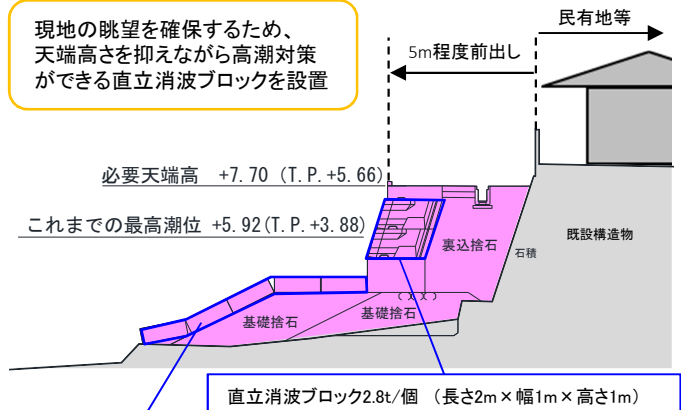 現地の眺望を確保するため、
天端高さを抑えながら高潮対策
ができる直立消波ブロックを設置
民有地等
5m程度前出し
必要天端高 +7.70 (T.P.+5.66)
これまでの最高潮位 +5.92(T.P.+3.88)
裏込捨石
石積
既設構造物
基礎捨石
基礎捨石
直立消波ブロック2.8t/個 (長さ2m×幅1m×高さ1m)